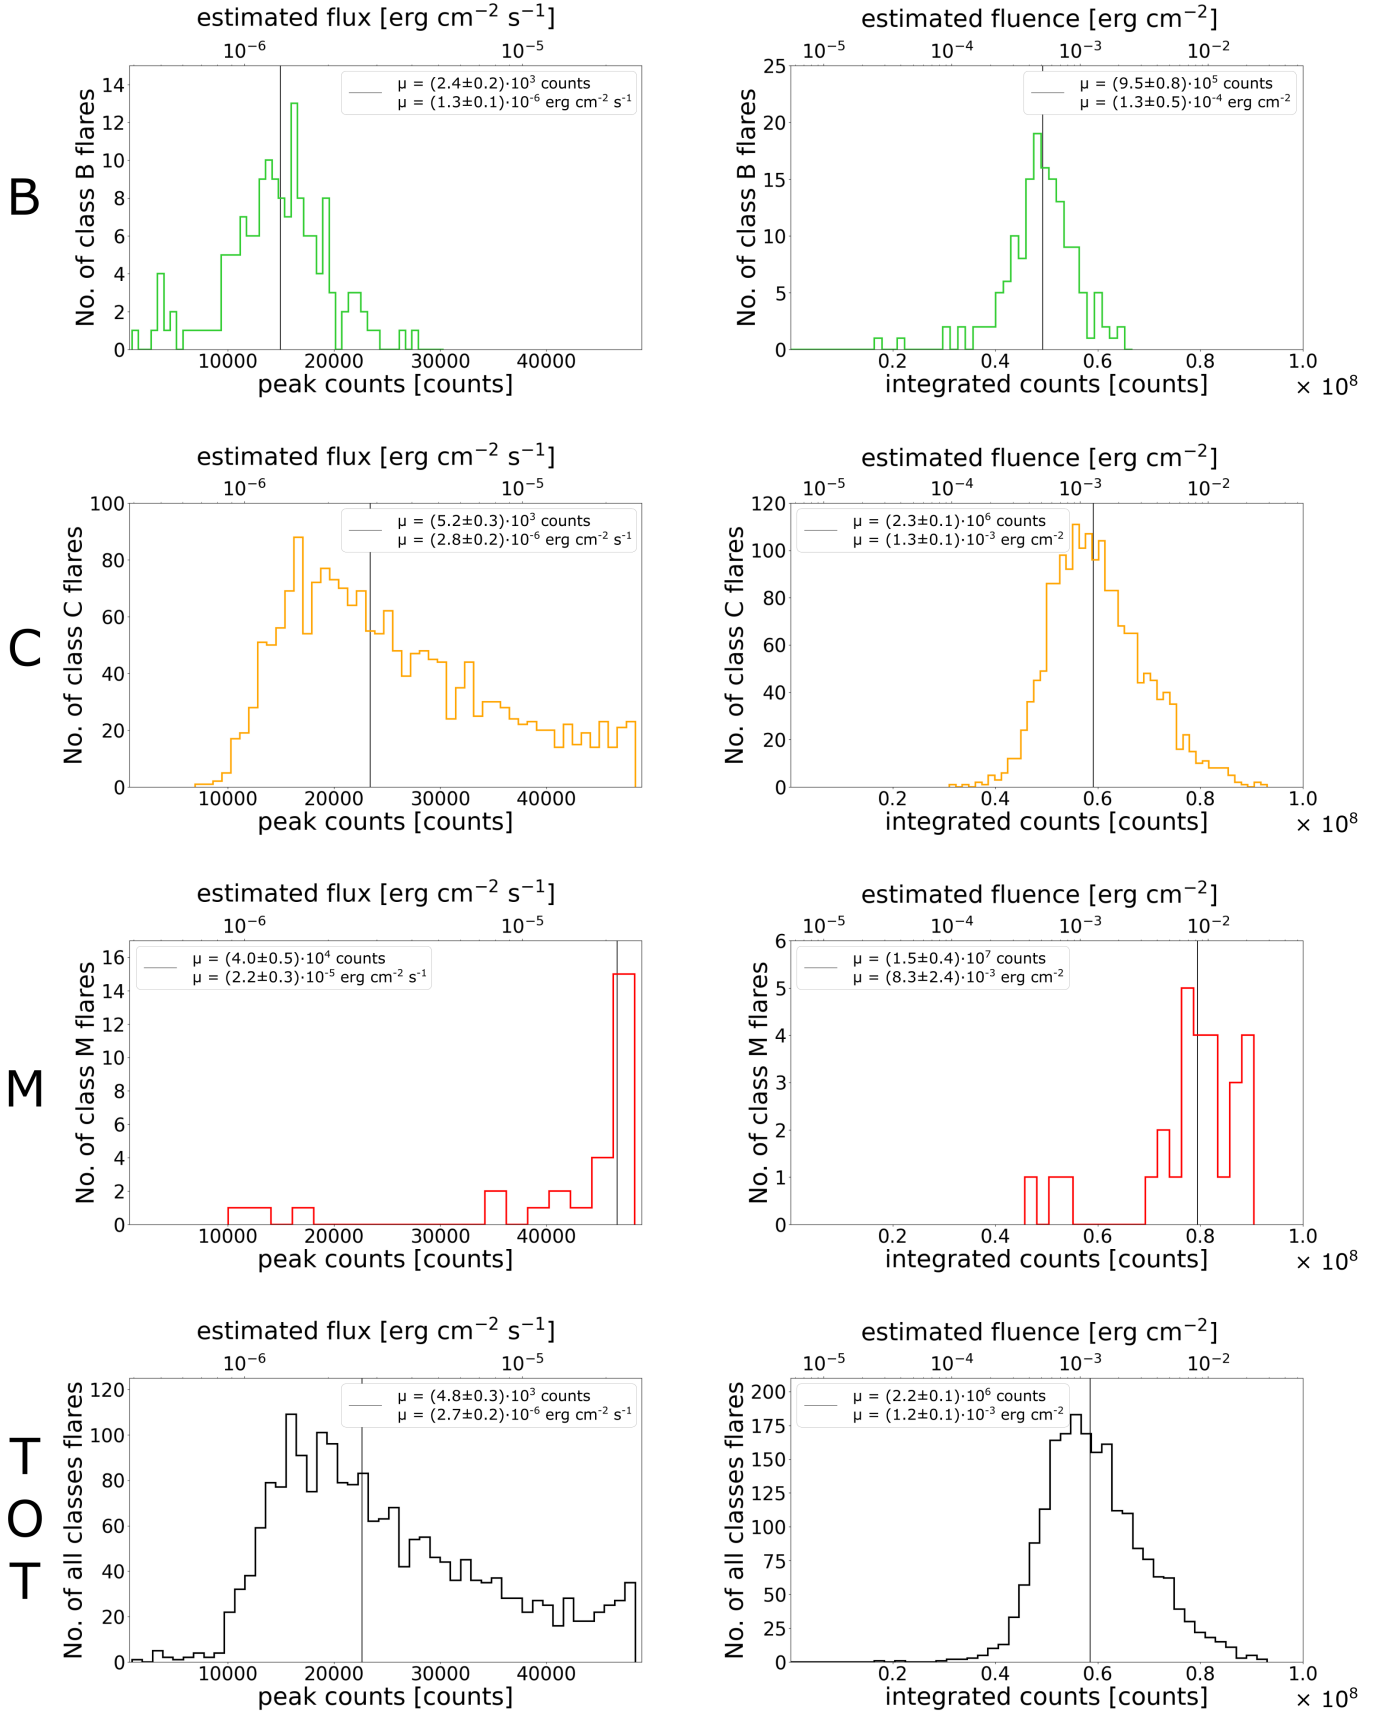 estimated flux [erg cm⁻² s⁻¹]
10⁻⁶ 10⁻⁵
B
No. of class B flares
14
12
10
8
6
4
2
0
μ = (2.4±0.2)·10³ counts
μ = (1.3±0.1)·10⁻⁶ erg cm⁻² s⁻¹
10000 20000 30000 40000
peak counts [counts]
estimated fluence [erg cm⁻²]
10⁻⁵ 10⁻⁴ 10⁻³ 10⁻²
No. of class B flares
25
20
15
10
5
0
μ = (9.5±0.8)·10⁵ counts
μ = (1.3±0.5)·10⁻⁴ erg cm⁻²
0.2 0.4 0.6 0.8 1.0
integrated counts [counts]
× 10⁸
estimated flux [erg cm⁻² s⁻¹]
10⁻⁶ 10⁻⁵
C
No. of class C flares
100
80
60
40
20
0
μ = (5.2±0.3)·10³ counts
μ = (2.8±0.2)·10⁻⁶ erg cm⁻² s⁻¹
10000 20000 30000 40000
peak counts [counts]
estimated fluence [erg cm⁻²]
10⁻⁵ 10⁻⁴ 10⁻³ 10⁻²
No. of class C flares
120
100
80
60
40
20
0
μ = (2.3±0.1)·10⁶ counts
μ = (1.3±0.1)·10⁻³ erg cm⁻²
0.2 0.4 0.6 0.8 1.0
integrated counts [counts]
× 10⁸
estimated flux [erg cm⁻² s⁻¹]
10⁻⁶ 10⁻⁵
M
No. of class M flares
16
14
12
10
8
6
4
2
0
μ = (4.0±0.5)·10⁴ counts
μ = (2.2±0.3)·10⁻⁵ erg cm⁻² s⁻¹
10000 20000 30000 40000
peak counts [counts]
estimated fluence [erg cm⁻²]
10⁻⁵ 10⁻⁴ 10⁻³ 10⁻²
No. of class M flares
6
5
4
3
2
1
0
μ = (1.5±0.4)·10⁷ counts
μ = (8.3±2.4)·10⁻³ erg cm⁻²
0.2 0.4 0.6 0.8 1.0
integrated counts [counts]
× 10⁸
estimated flux [erg cm⁻² s⁻¹]
10⁻⁶ 10⁻⁵
T
O
T
No. of all classes flares
120
100
80
60
40
20
0
μ = (4.8±0.3)·10³ counts
μ = (2.7±0.2)·10⁻⁶ erg cm⁻² s⁻¹
10000 20000 30000 40000
peak counts [counts]
estimated fluence [erg cm⁻²]
10⁻⁵ 10⁻⁴ 10⁻³ 10⁻²
No. of all classes flares
200
175
150
125
100
75
50
25
0
μ = (2.2±0.1)·10⁶ counts
μ = (1.2±0.1)·10⁻³ erg cm⁻²
0.2 0.4 0.6 0.8 1.0
integrated counts [counts]
× 10⁸